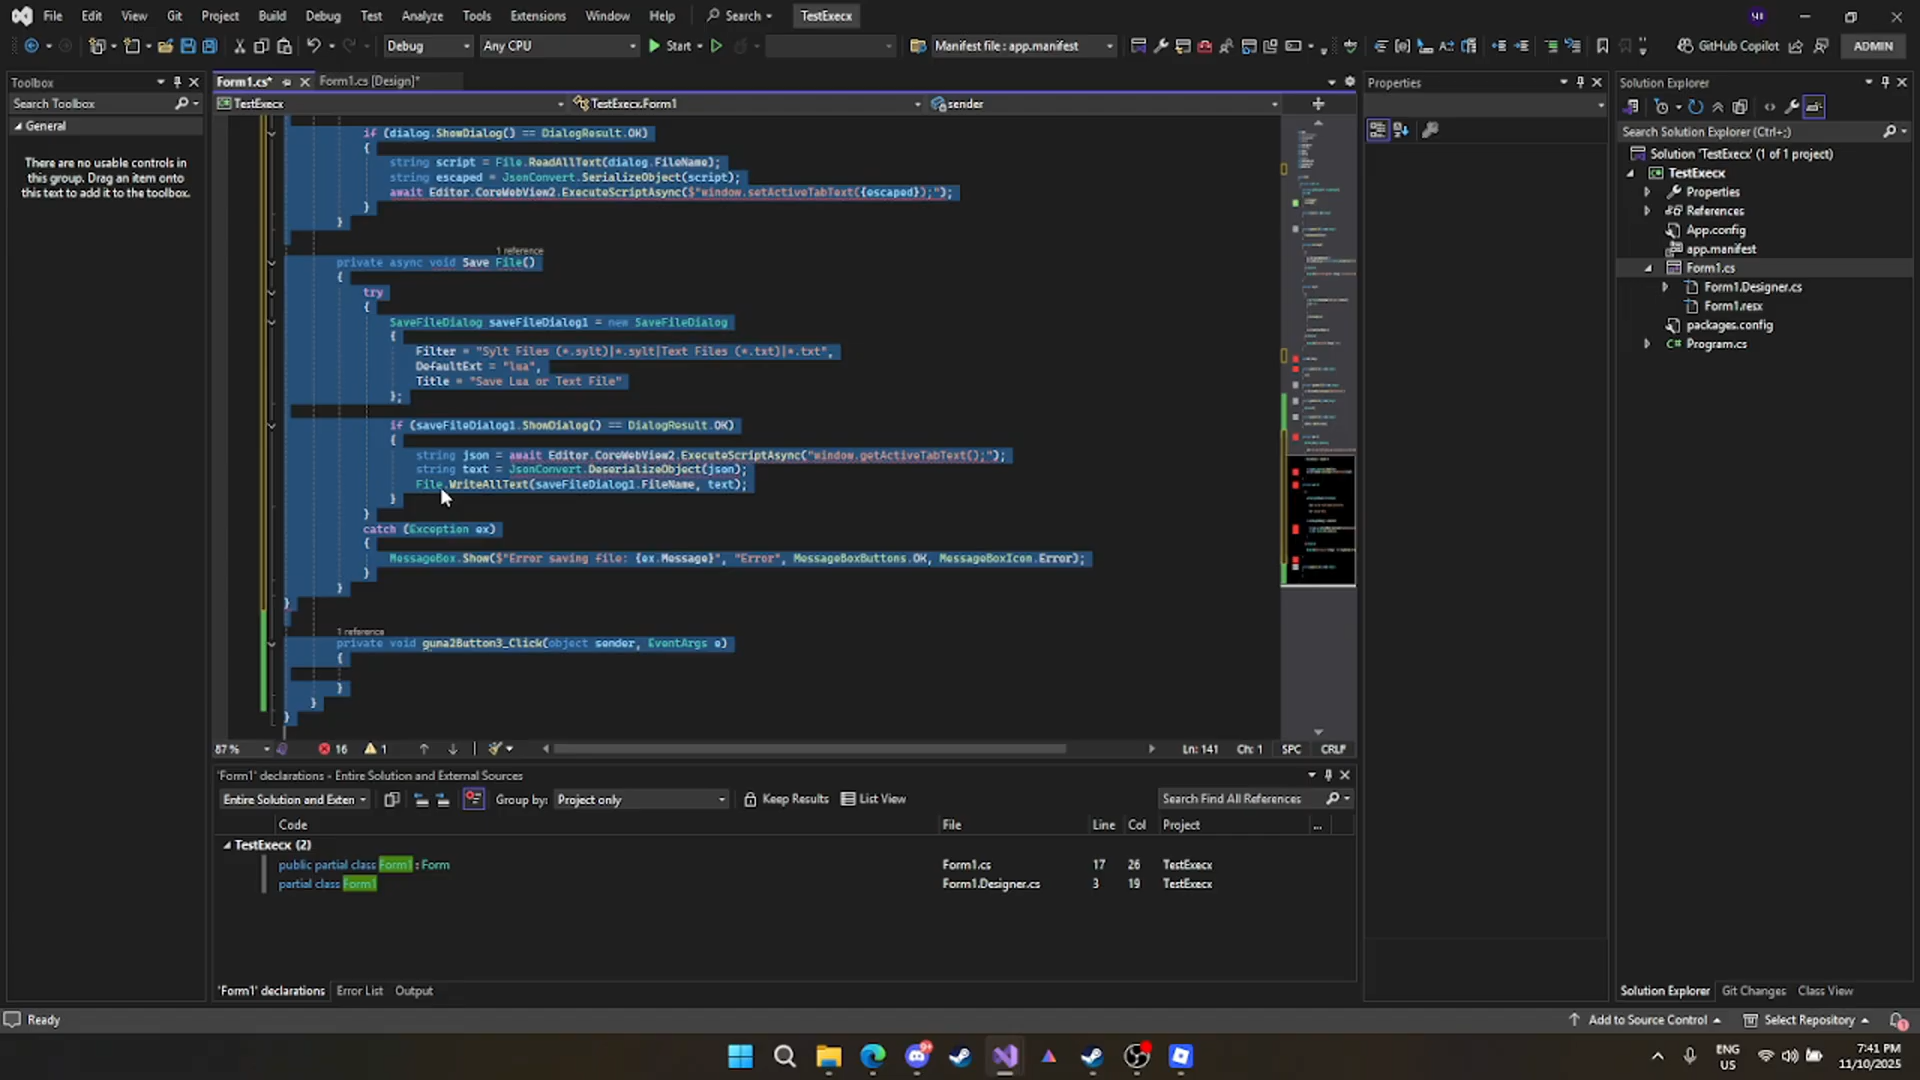 File Edit View Git Project Build Debug Test Analyze Tools Extensions Window Help Search TestExecx
Debug Any CPU Start Manifest file : app.manifest GitHub Copilot ADMIN
Toolbox
Search Toolbox
General
There are no usable controls in
this group. Drag an item onto
this text to add it to the toolbox.
Form1.cs* Form1.cs [Design]*
TestExecx TestExecx.Form1 sender
if (dialog.ShowDialog() == DialogResult.OK)
{
string script = File.ReadAllText(dialog.FileName);
string escaped = JsonConvert.SerializeObject(script);
await Editor.CoreWebView2.ExecuteScriptAsync($"window.setActiveTabText({escaped});");
}
}
1 reference
private async void Save File()
{
try
{
SaveFileDialog saveFileDialog1 = new SaveFileDialog
{
Filter = "Sylt Files (*.sylt)|*.sylt|Text Files (*.txt)|*.txt",
DefaultExt = "lua",
Title = "Save Lua or Text File"
};
if (saveFileDialog1.ShowDialog() == DialogResult.OK)
{
string json = await Editor.CoreWebView2.ExecuteScriptAsync("window.getActiveTabText();");
string text = JsonConvert.DeserializeObject(json);
File.WriteAllText(saveFileDialog1.FileName, text);
}
}
catch (Exception ex)
{
MessageBox.Show($"Error saving file: {ex.Message}", "Error", MessageBoxButtons.OK, MessageBoxIcon.Error);
}
}
}
1 reference
private void guna2Button3_Click(object sender, EventArgs e)
{
}
}
}
87 % 16 1 Ln: 141 Ch: 1 SPC CRLF
'Form1' declarations - Entire Solution and External Sources
Entire Solution and Exten Group by: Project only Keep Results List View Search Find All References
Code File Line Col Project ...
TestExecx (2)
public partial class Form1 : Form Form1.cs 17 26 TestExecx
partial class Form1 Form1.Designer.cs 3 19 TestExecx
'Form1' declarations Error List Output
Properties
Solution Explorer
Search Solution Explorer (Ctrl+;)
Solution 'TestExecx' (1 of 1 project)
TestExecx
Properties
References
App.config
app.manifest
Form1.cs
Form1.Designer.cs
Form1.resx
packages.config
C# Program.cs
Solution Explorer Git Changes Class View
Ready Add to Source Control Select Repository
ENG
US
7:41 PM
11/10/2025